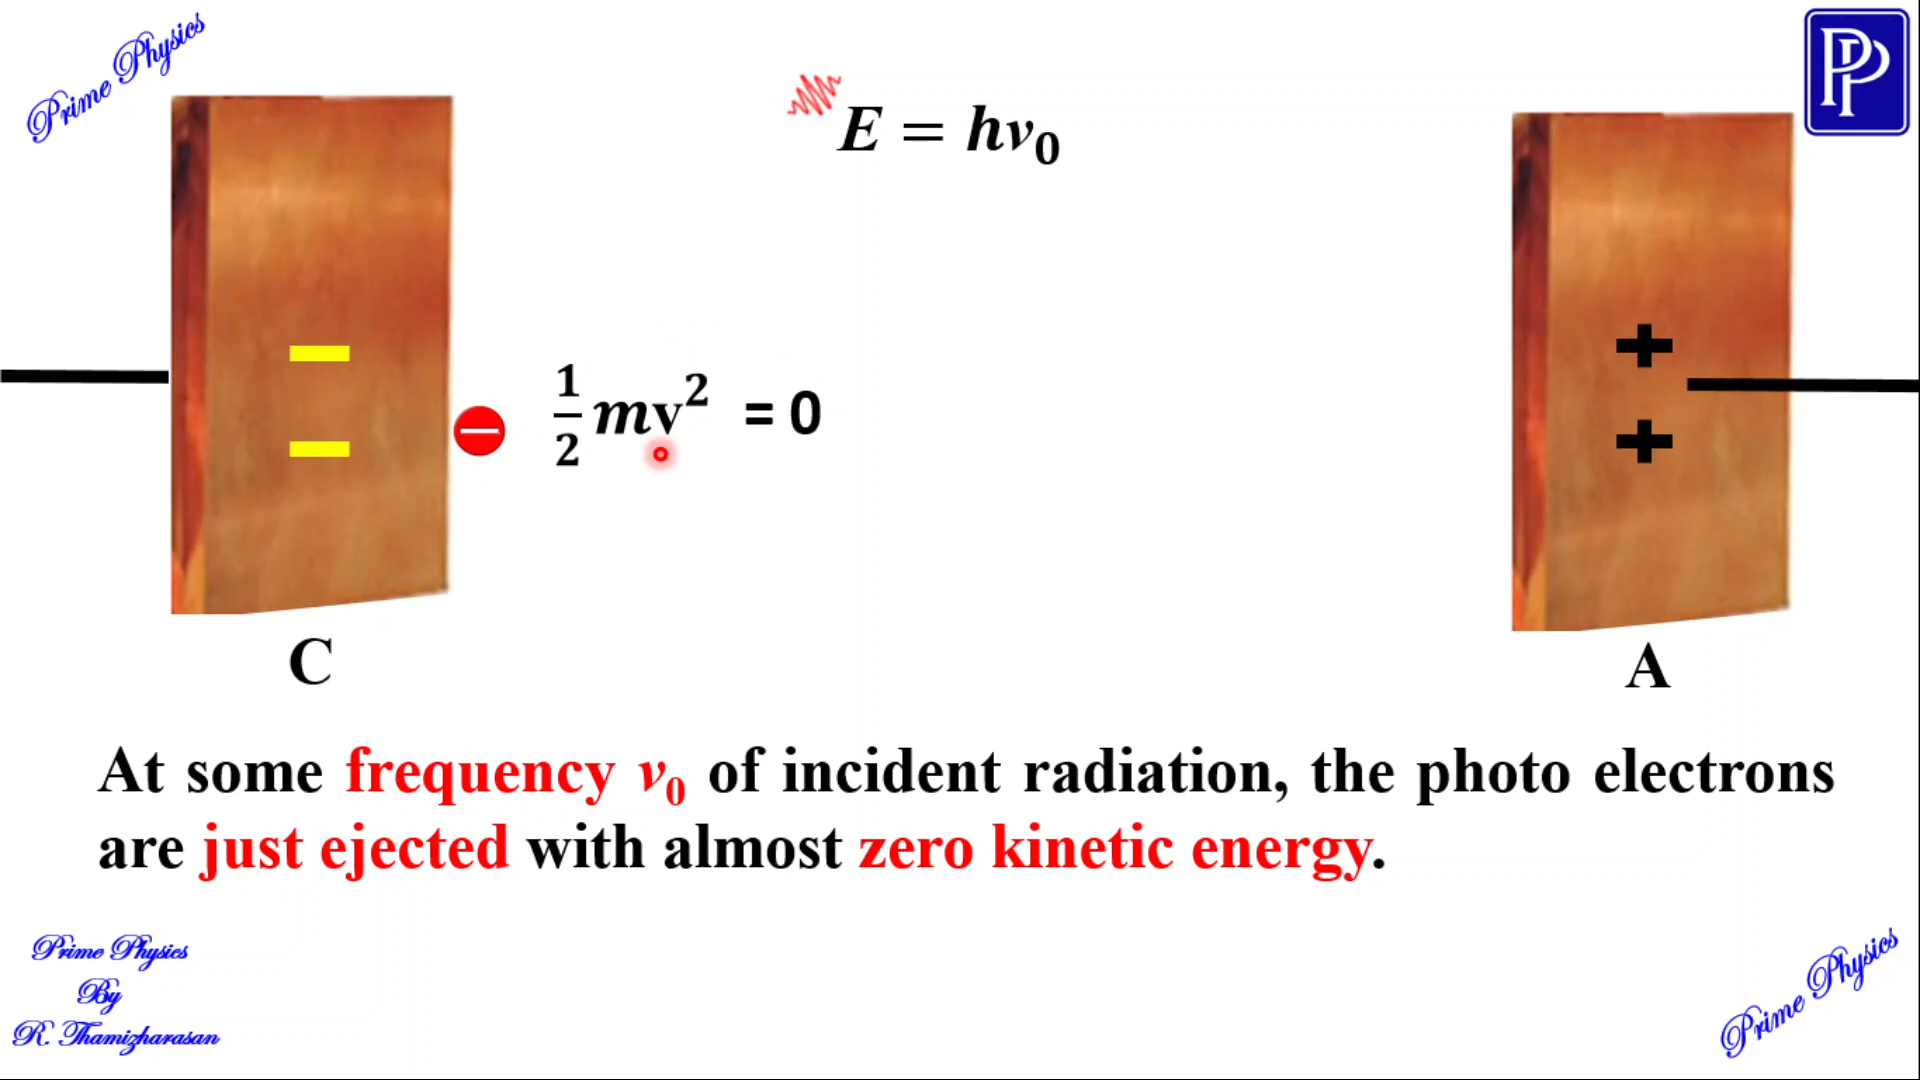 Prime Physics
PP
E = hν₀
½ mv² = 0
C
A
At some frequency ν₀ of incident radiation, the photo electrons
are just ejected with almost zero kinetic energy.
Prime Physics
By
R. Thamizharasan
Prime Physics